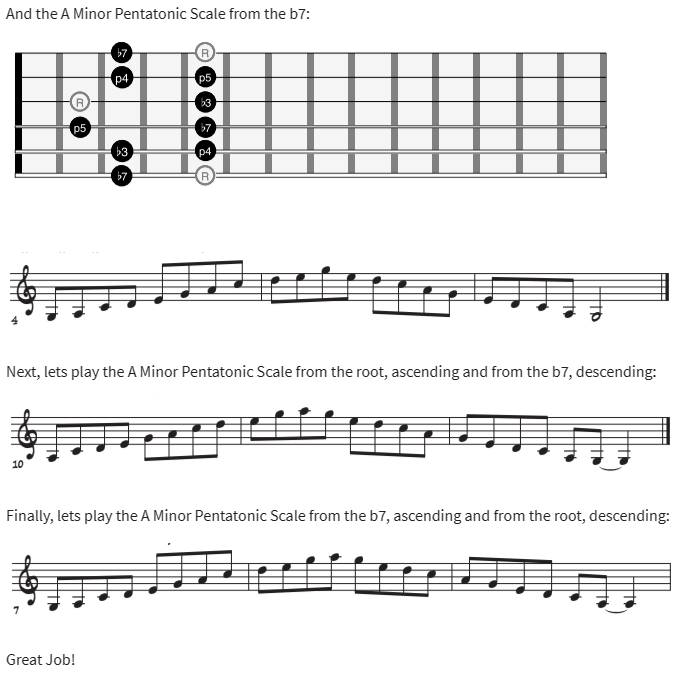 And the A Minor Pentatonic Scale from the b7:
♭7 R
p4 p5
R ♭3
p5 ♭7
♭3 p4
♭7 R
4
Next, lets play the A Minor Pentatonic Scale from the root, ascending and from the b7, descending:
10
Finally, lets play the A Minor Pentatonic Scale from the b7, ascending and from the root, descending:
7
Great Job!